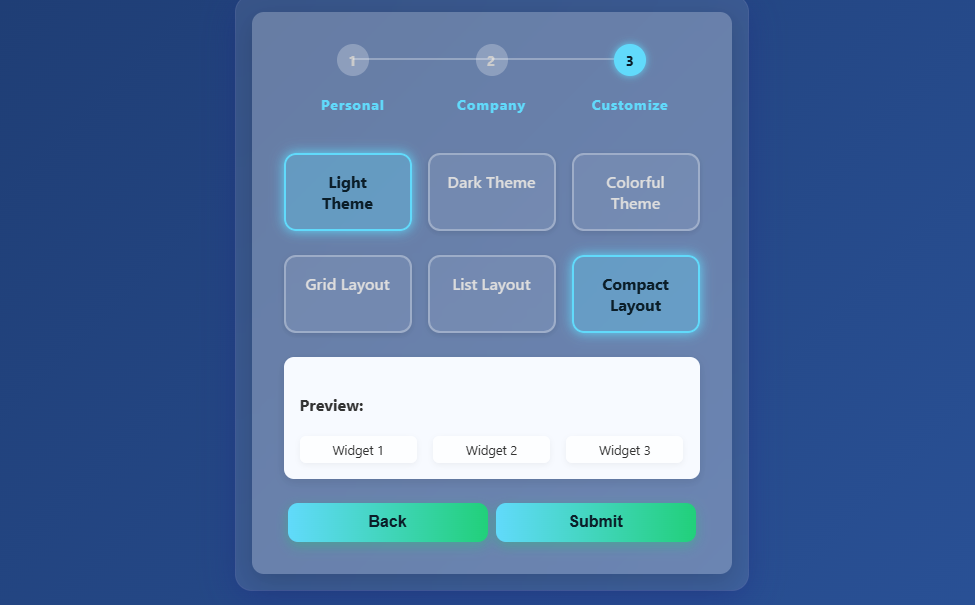 1 2 3
Personal Company Customize
Light
Theme
Dark Theme
Colorful
Theme
Grid Layout
List Layout
Compact
Layout
Preview:
Widget 1 Widget 2 Widget 3
Back Submit